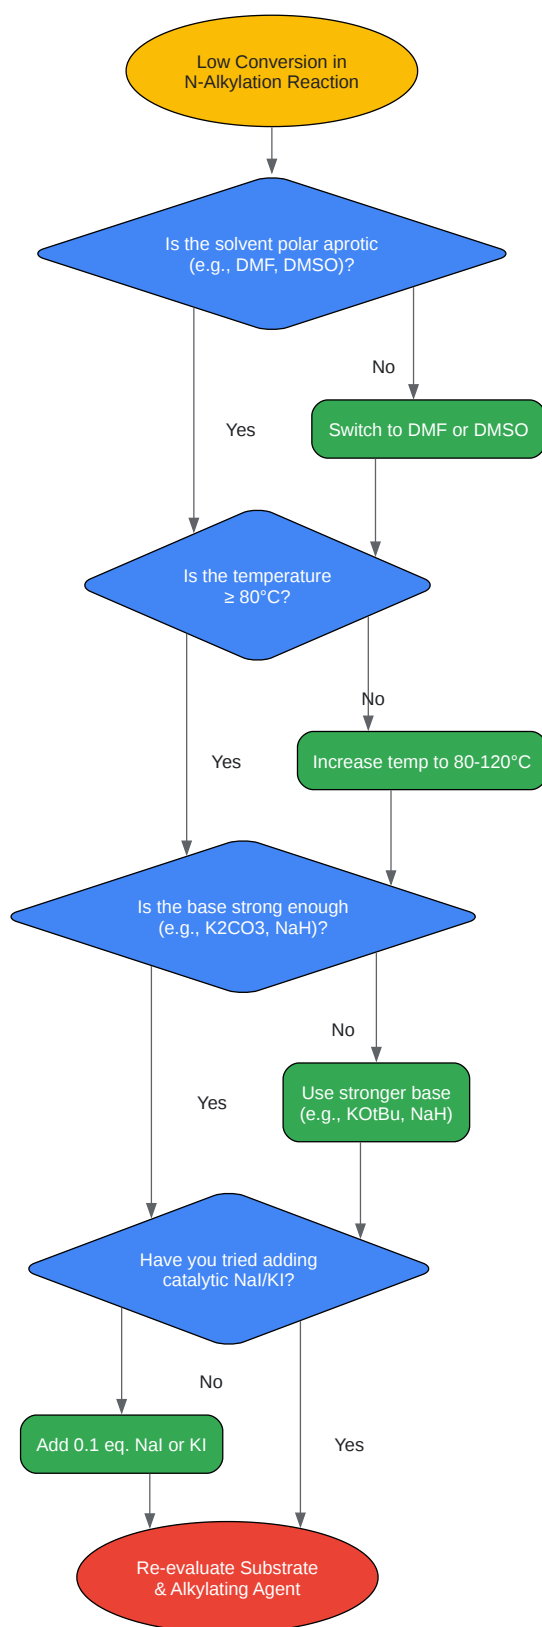 Low Conversion in
N-Alkylation Reaction
Is the solvent polar aprotic
(e.g., DMF, DMSO)?
No
Yes
Switch to DMF or DMSO
Is the temperature
≥ 80°C?
No
Yes
Increase temp to 80-120°C
Is the base strong enough
(e.g., K2CO3, NaH)?
No
Yes
Use stronger base
(e.g., KOtBu, NaH)
Have you tried adding
catalytic NaI/KI?
No
Yes
Add 0.1 eq. NaI or KI
Re-evaluate Substrate
& Alkylating Agent